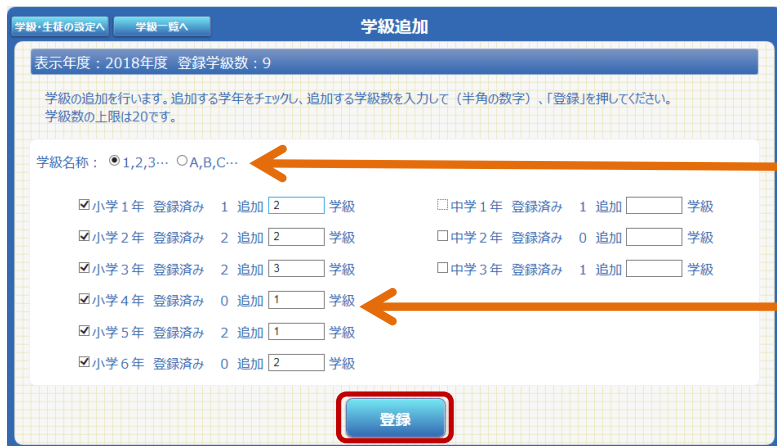 学級・生徒の設定へ 学級一覧へ 学級追加
表示年度：2018年度 登録学級数：9
学級の追加を行います。追加する学年をチェックし、追加する学級数を入力して（半角の数字）、「登録」を押してください。
学級数の上限は20です。
学級名称： 1,2,3… A,B,C…
小学１年 登録済み 1 追加 2 学級 中学１年 登録済み 1 追加 学級
小学２年 登録済み 2 追加 2 学級 中学２年 登録済み 0 追加 学級
小学３年 登録済み 2 追加 3 学級 中学３年 登録済み 1 追加 学級
小学４年 登録済み 0 追加 1 学級
小学５年 登録済み 2 追加 1 学級
小学６年 登録済み 0 追加 2 学級
登録